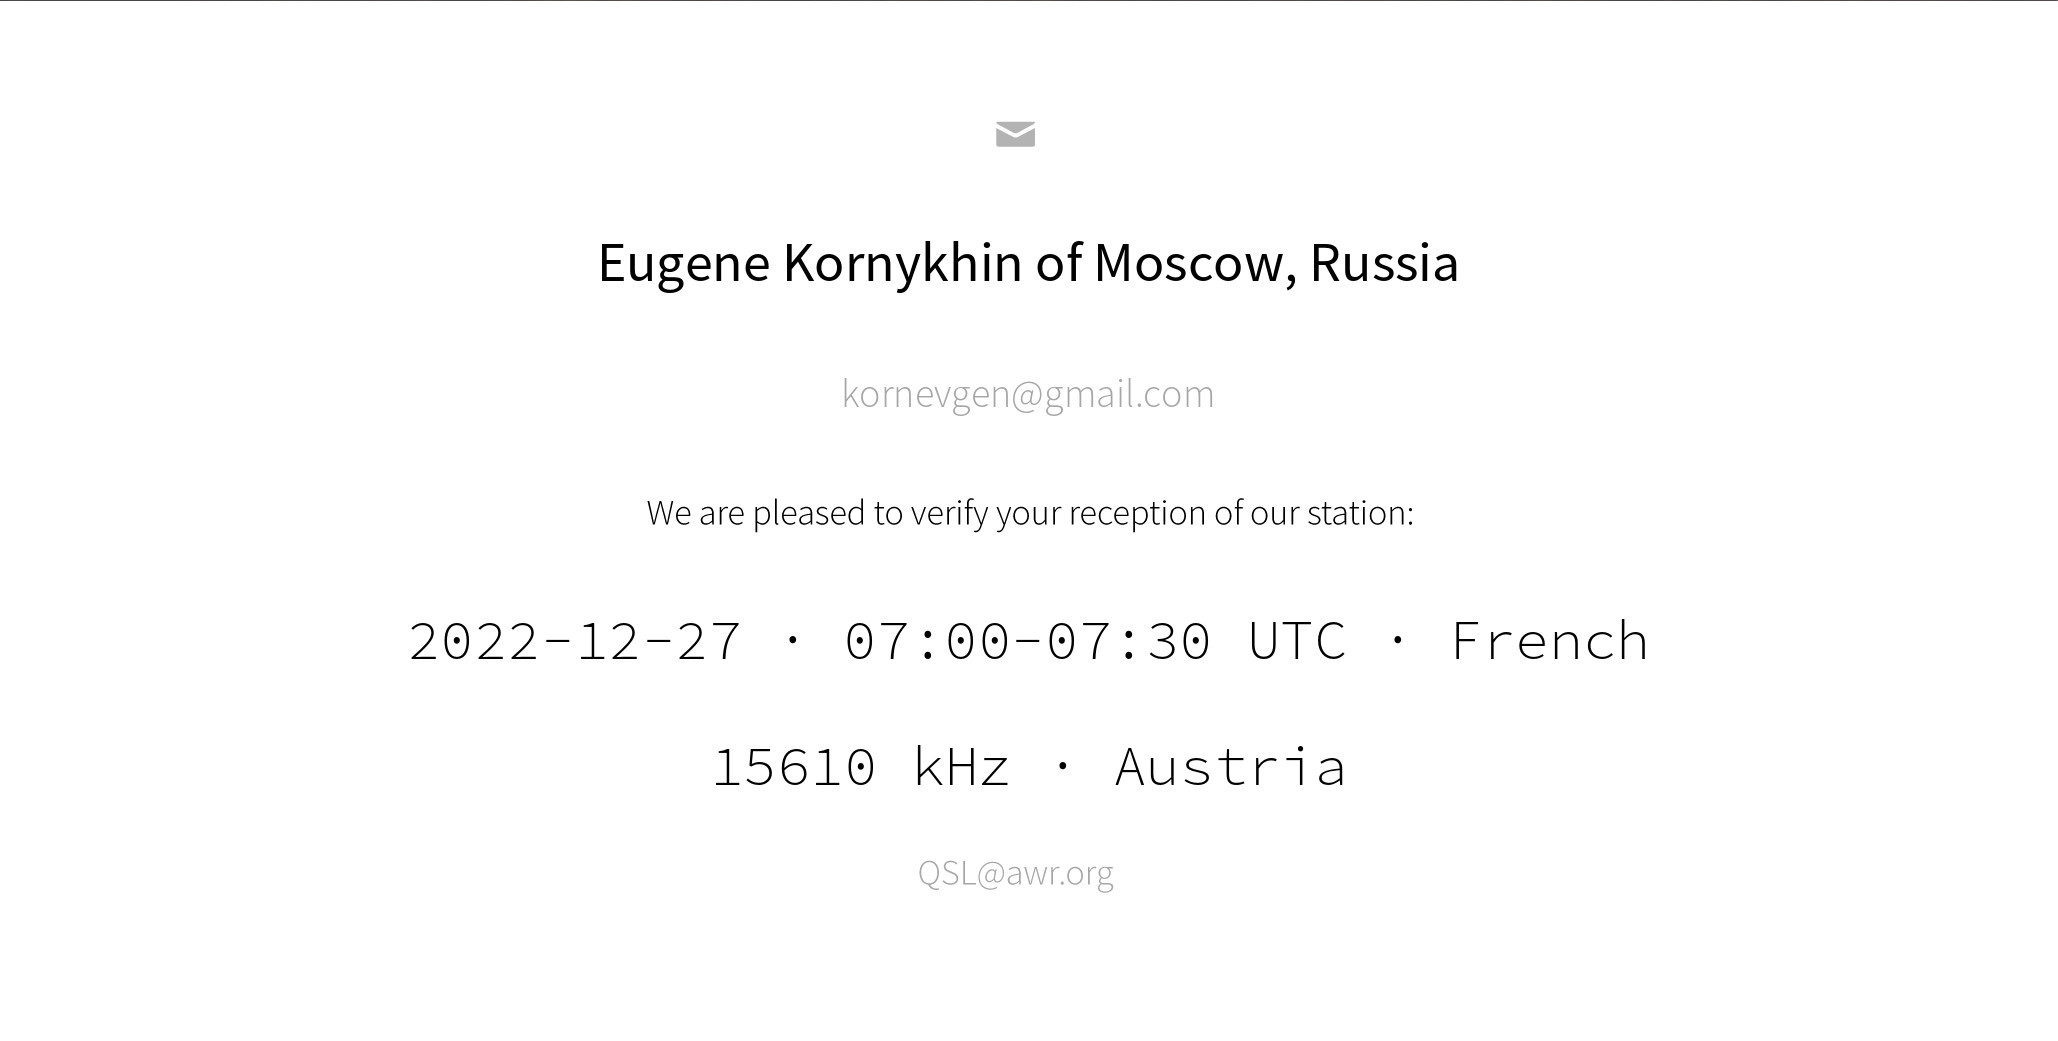 Eugene Kornykhin of Moscow, Russia
kornevgen@gmail.com
We are pleased to verify your reception of our station:
2022-12-27 · 07:00-07:30 UTC · French
15610 kHz · Austria
QSL@awr.org